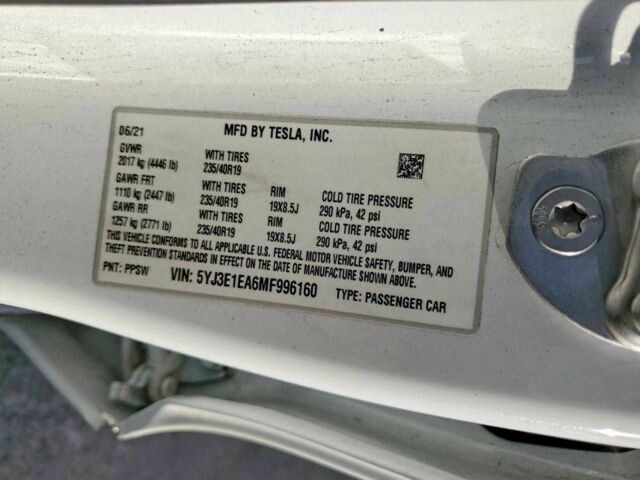 06/21 MFD BY TESLA, INC.
GVWR WITH TIRES
2017 kg (4446 lb) 235/40R19
GAWR FRT WITH TIRES RIM COLD TIRE PRESSURE
1110 kg (2447 lb) 235/40R19 19X8.5J 290 kPa, 42 psi
GAWR RR WITH TIRES RIM COLD TIRE PRESSURE
1257 kg (2771 lb) 235/40R19 19X8.5J 290 kPa, 42 psi
THIS VEHICLE CONFORMS TO ALL APPLICABLE U.S. FEDERAL MOTOR VEHICLE SAFETY, BUMPER, AND
THEFT PREVENTION STANDARDS IN EFFECT ON THE DATE OF MANUFACTURE SHOWN ABOVE.
PNT: PPSW VIN: 5YJ3E1EA6MF996160 TYPE: PASSENGER CAR